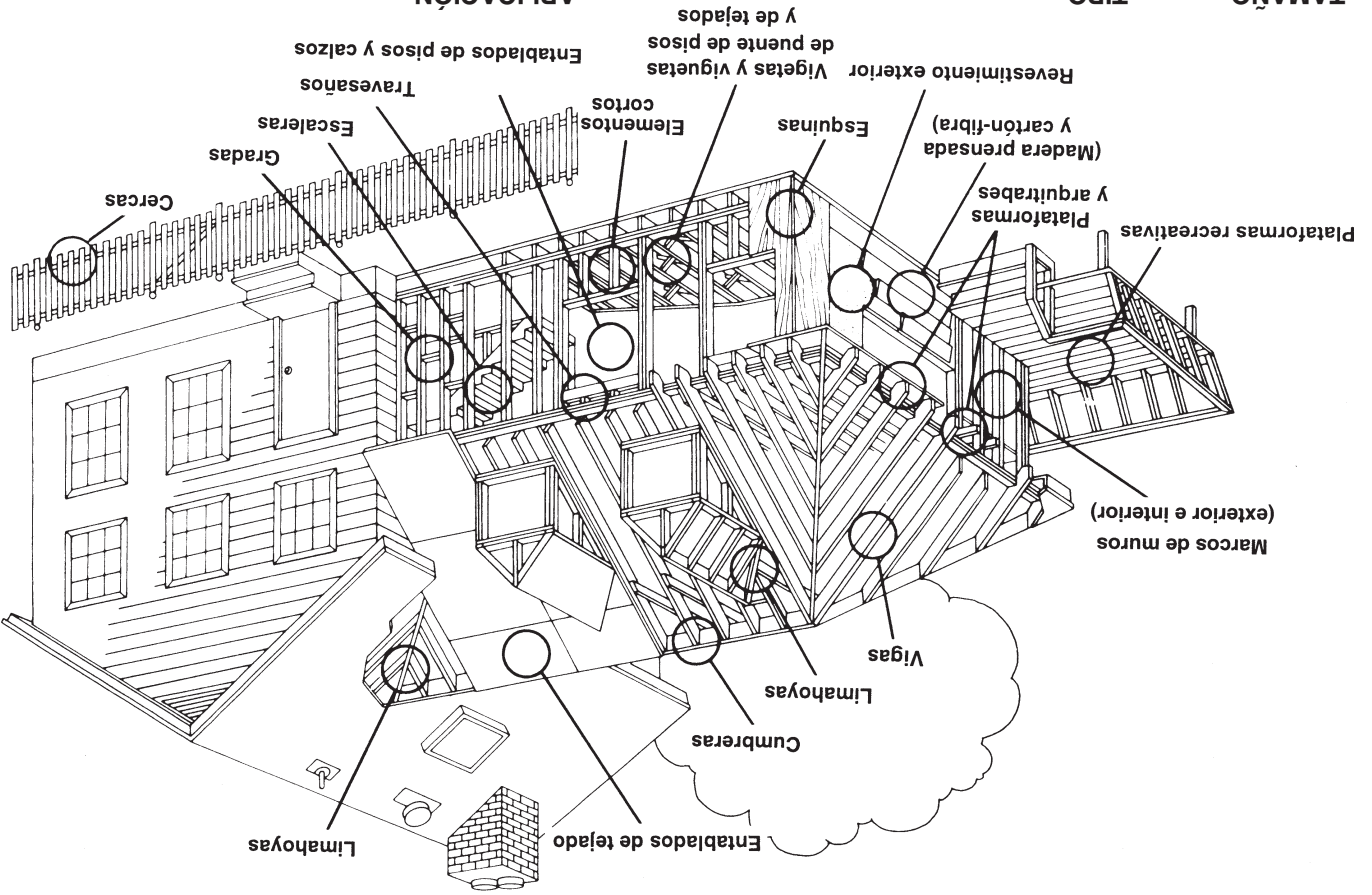 Entablados de tejado
Limahoyas
Cumbreras
Limahoyas
Vigas
Marcos de muros
(exterior e interior)
Plataformas recreativas
Plataformas
y arquitrabes
(Madera prensada
y cartón-fibra)
Revestimiento exterior
Esquinas
Vigetas y viguetas
de puente de pisos
y de tejados
Elementos
cortos
Entablados de pisos y calzos
Travesaños
Escaleras
Gradas
Cercas
TAMAÑO TIPO APLICACIÓN